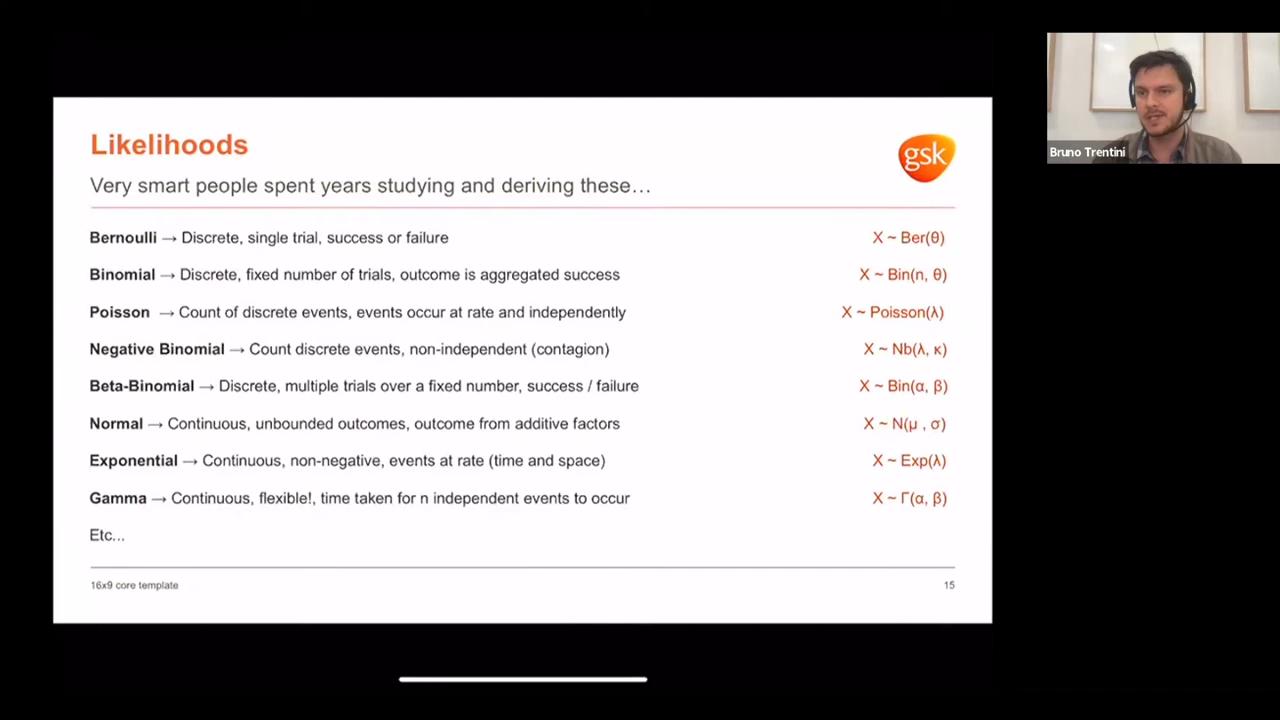 Likelihoods
gsk
Very smart people spent years studying and deriving these…
Bernoulli → Discrete, single trial, success or failure X ~ Ber(θ)
Binomial → Discrete, fixed number of trials, outcome is aggregated success X ~ Bin(n, θ)
Poisson → Count of discrete events, events occur at rate and independently X ~ Poisson(λ)
Negative Binomial → Count discrete events, non-independent (contagion) X ~ Nb(λ, κ)
Beta-Binomial → Discrete, multiple trials over a fixed number, success / failure X ~ Bin(α, β)
Normal → Continuous, unbounded outcomes, outcome from additive factors X ~ N(μ , σ)
Exponential → Continuous, non-negative, events at rate (time and space) X ~ Exp(λ)
Gamma → Continuous, flexible!, time taken for n independent events to occur X ~ Γ(α, β)
Etc...
16x9 core template 15
Bruno Trentini